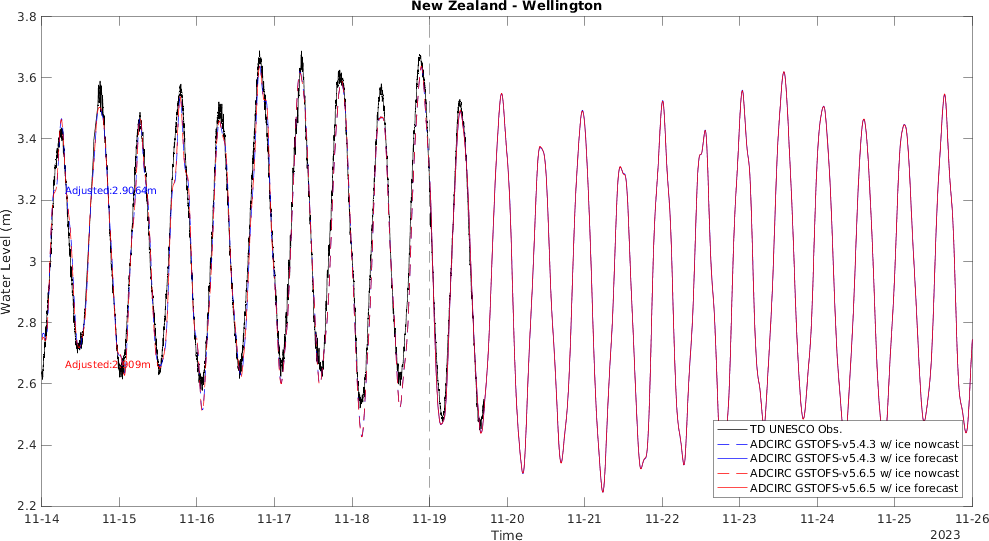 New Zealand - Wellington
3.8
3.6
3.4
3.2
3
2.8
2.6
2.4
2.2
Water Level (m)
Adjusted:2.9064m
Adjusted:2.909m
TD UNESCO Obs.
ADCIRC GSTOFS-v5.4.3 w/ ice nowcast
ADCIRC GSTOFS-v5.4.3 w/ ice forecast
ADCIRC GSTOFS-v5.6.5 w/ ice nowcast
ADCIRC GSTOFS-v5.6.5 w/ ice forecast
11-14 11-15 11-16 11-17 11-18 11-19 11-20 11-21 11-22 11-23 11-24 11-25 11-26
Time
2023